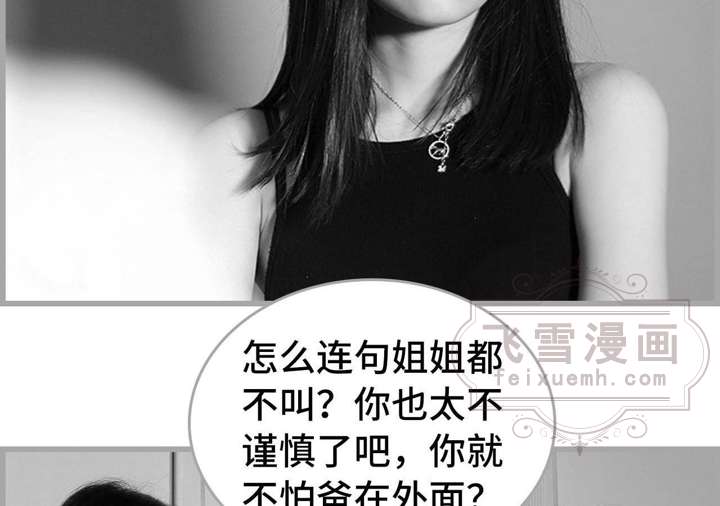 飞雪漫画
feixuemh.com
怎么连句姐姐都
不叫？你也太不
谨慎了吧，你就
不怕爸在外面？